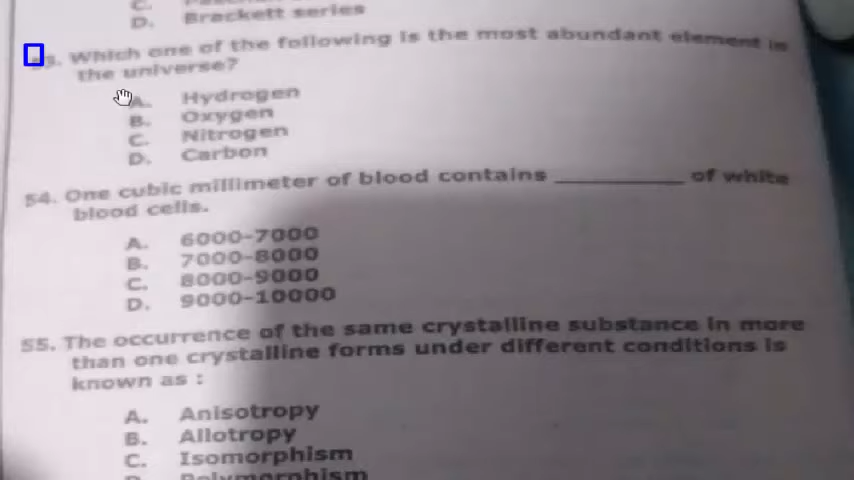 C.
D. Brackett series
53. Which one of the following is the most abundant element in
the universe?
A. Hydrogen
B. Oxygen
C. Nitrogen
D. Carbon
54. One cubic millimeter of blood contains __________ of white
blood cells.
A. 6000-7000
B. 7000-8000
C. 8000-9000
D. 9000-10000
55. The occurrence of the same crystalline substance in more
than one crystalline forms under different conditions is
known as :
A. Anisotropy
B. Allotropy
C. Isomorphism
D. Polymorphism